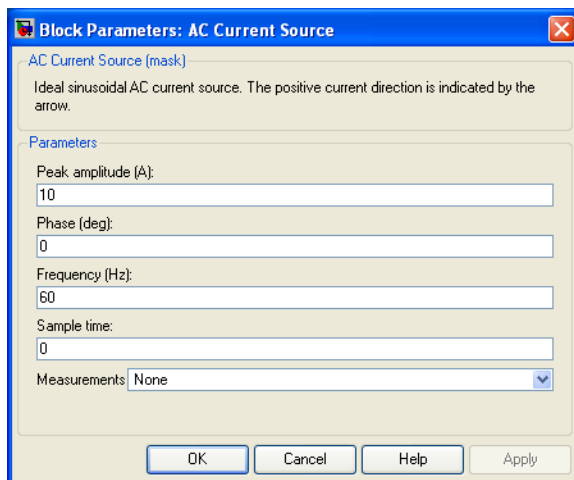 Block Parameters: AC Current Source
AC Current Source (mask)
Ideal sinusoidal AC current source. The positive current direction is indicated by the
arrow.
Parameters
Peak amplitude (A):
10
Phase (deg):
0
Frequency (Hz):
60
Sample time:
0
Measurements None
OK Cancel Help Apply